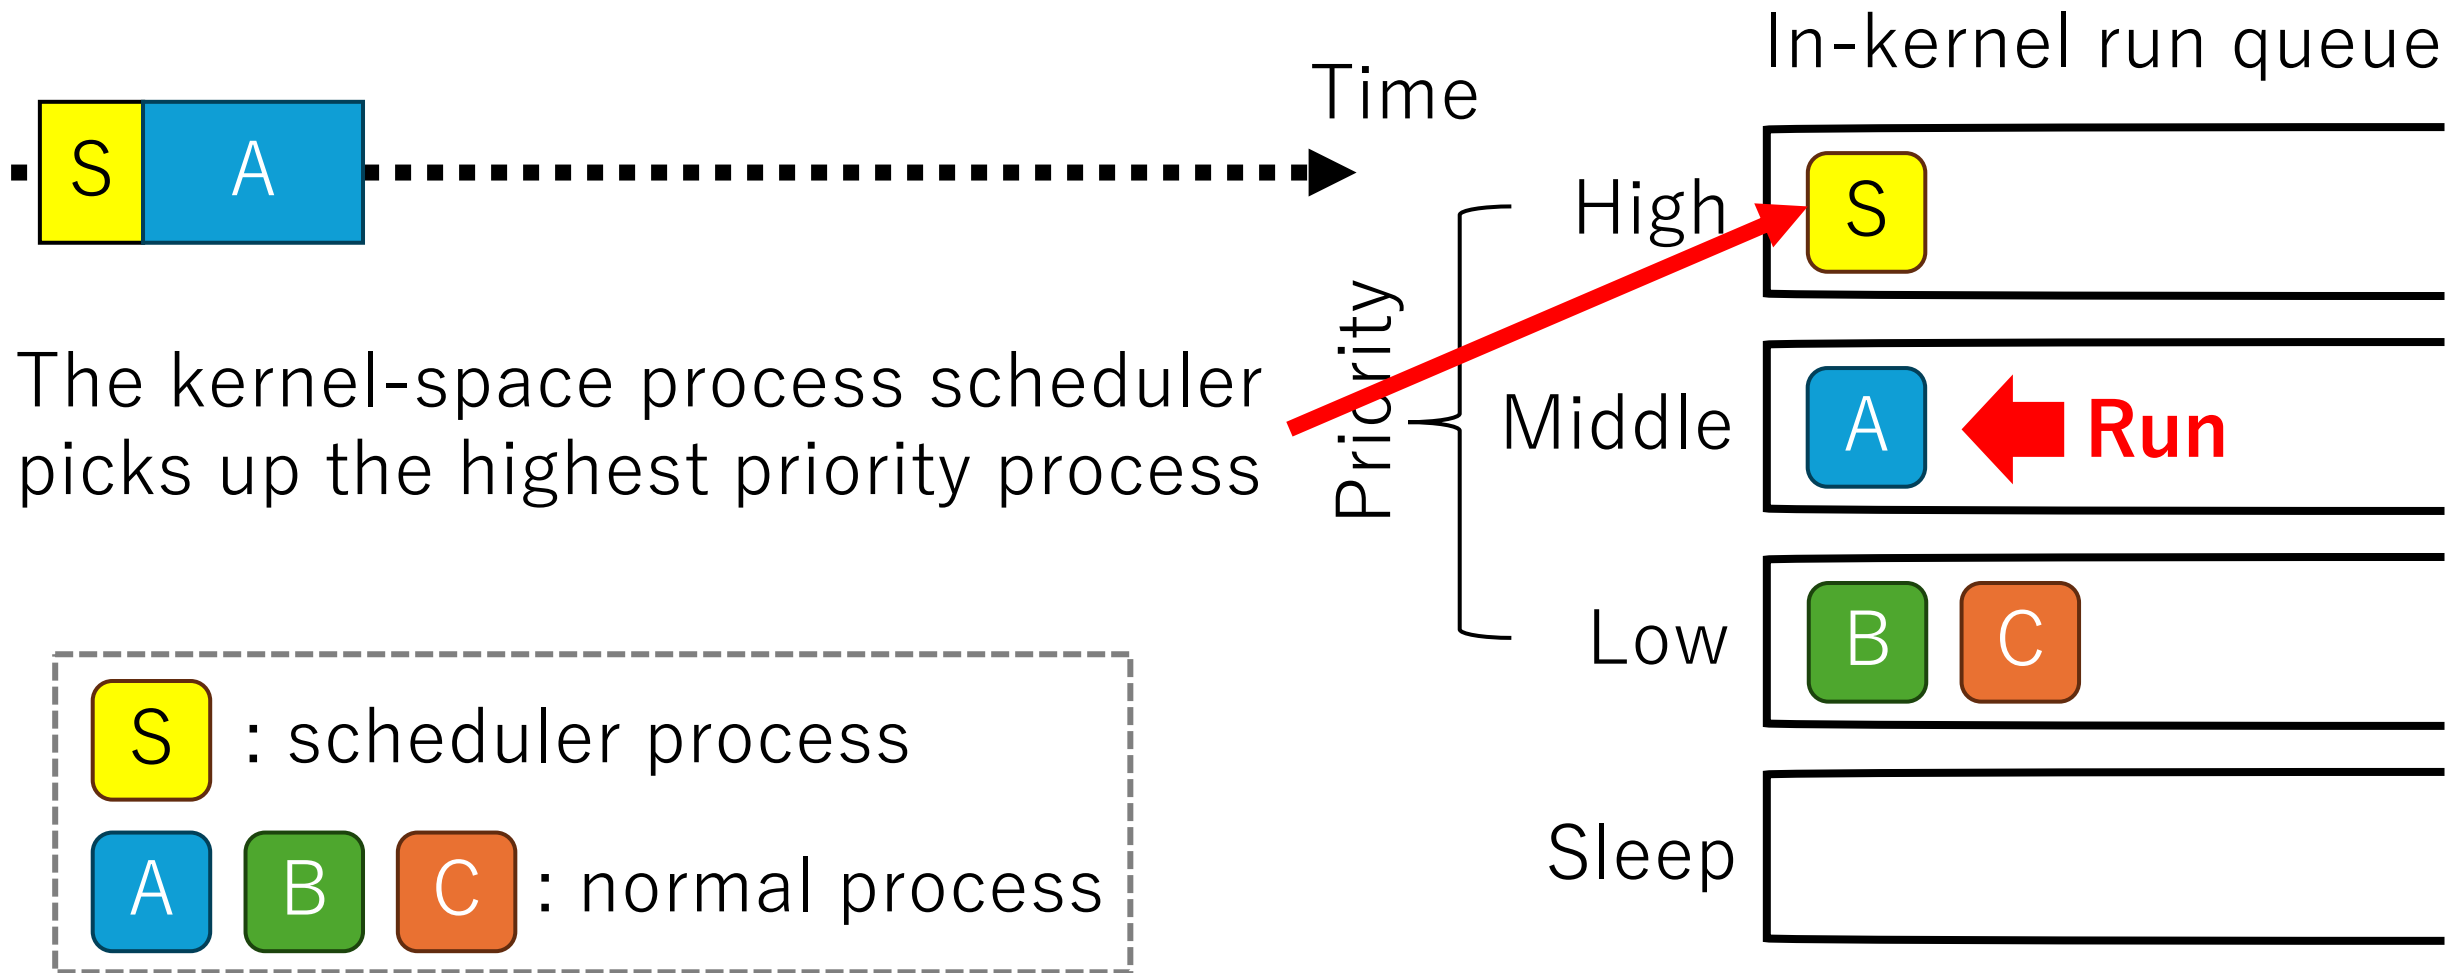 In-kernel run queue
Time
S A
High S
The kernel-space process scheduler
picks up the highest priority process
Priority
Middle A Run
Low B C
S : scheduler process
Sleep
A B C : normal process